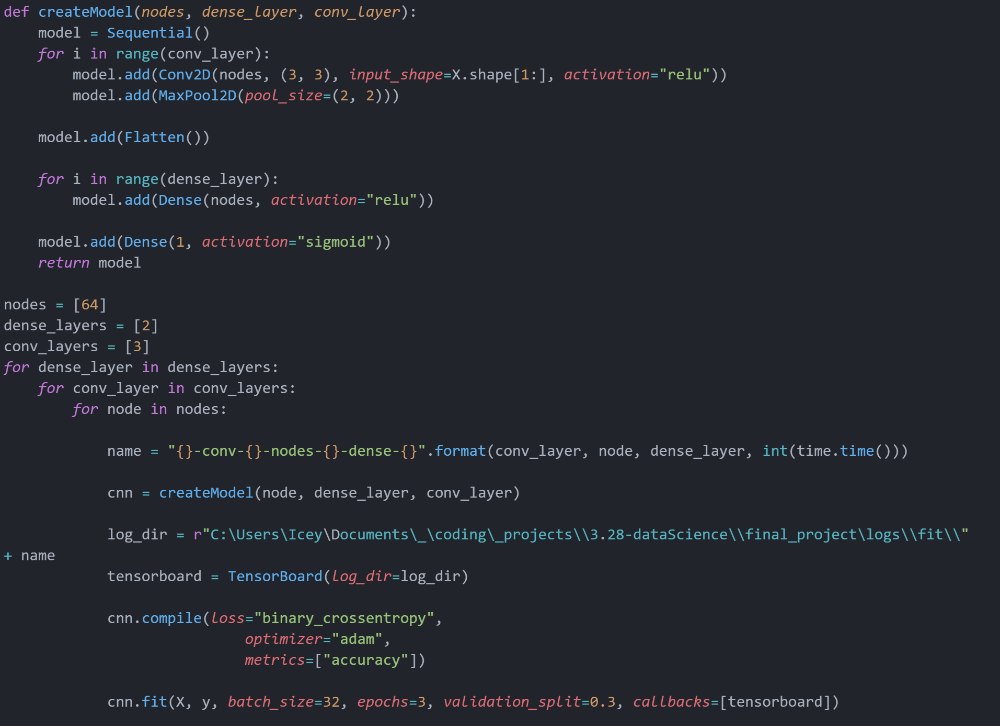 def createModel(nodes, dense_layer, conv_layer):
    model = Sequential()
    for i in range(conv_layer):
        model.add(Conv2D(nodes, (3, 3), input_shape=X.shape[1:], activation="relu"))
        model.add(MaxPool2D(pool_size=(2, 2)))

    model.add(Flatten())

    for i in range(dense_layer):
        model.add(Dense(nodes, activation="relu"))

    model.add(Dense(1, activation="sigmoid"))
    return model

nodes = [64]
dense_layers = [2]
conv_layers = [3]
for dense_layer in dense_layers:
    for conv_layer in conv_layers:
        for node in nodes:

            name = "{}-conv-{}-nodes-{}-dense-{}".format(conv_layer, node, dense_layer, int(time.time()))

            cnn = createModel(node, dense_layer, conv_layer)

            log_dir = r"C:\Users\Icey\Documents\_\coding\_projects\\3.28-dataScience\\final_project\logs\\fit\\"
+ name
            tensorboard = TensorBoard(log_dir=log_dir)

            cnn.compile(loss="binary_crossentropy",
                            optimizer="adam",
                            metrics=["accuracy"])

            cnn.fit(X, y, batch_size=32, epochs=3, validation_split=0.3, callbacks=[tensorboard])